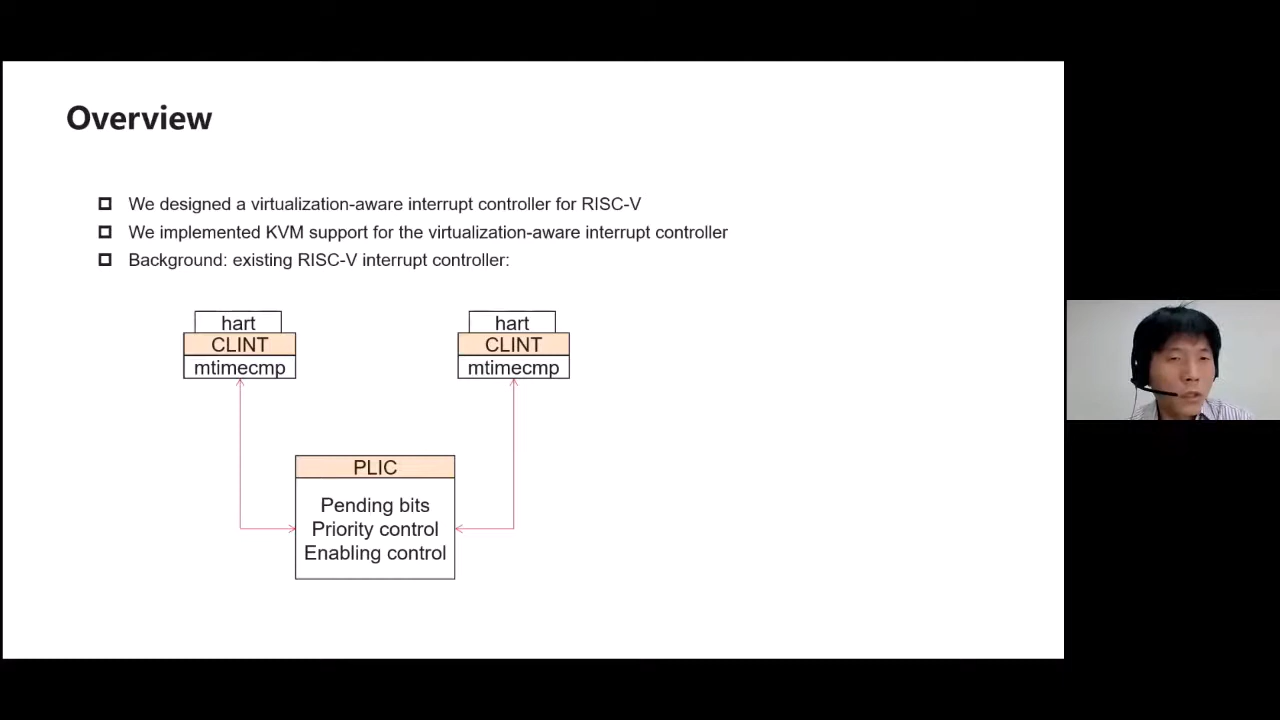 Overview
We designed a virtualization-aware interrupt controller for RISC-V
We implemented KVM support for the virtualization-aware interrupt controller
Background: existing RISC-V interrupt controller:
hart
CLINT
mtimecmp
hart
CLINT
mtimecmp
PLIC
Pending bits
Priority control
Enabling control